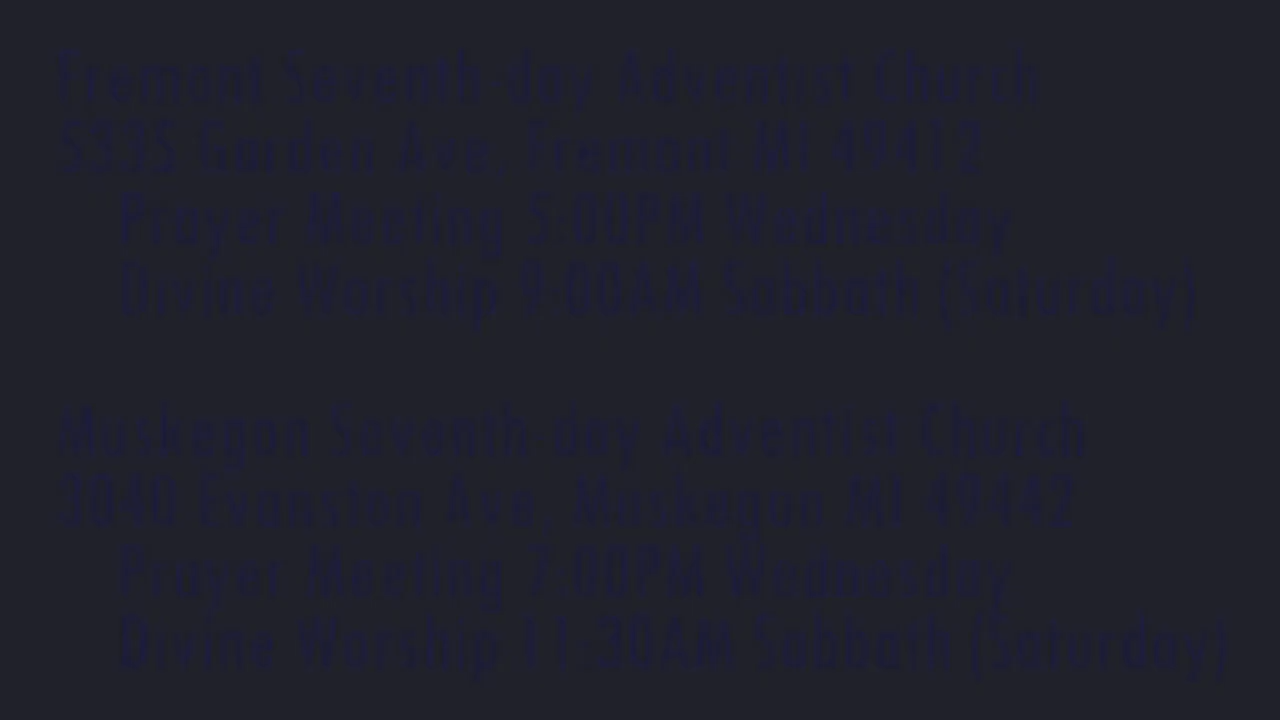 Fremont Seventh-day Adventist Church
5335 Garden Ave, Fremont MI 49412
Prayer Meeting 5:00PM Wednesday
Divine Worship 9:00AM Sabbath (Saturday)
Muskegon Seventh-day Adventist Church
3040 Evanston Ave, Muskegon MI 49442
Prayer Meeting 7:00PM Wednesday
Divine Worship 11:30AM Sabbath (Saturday)